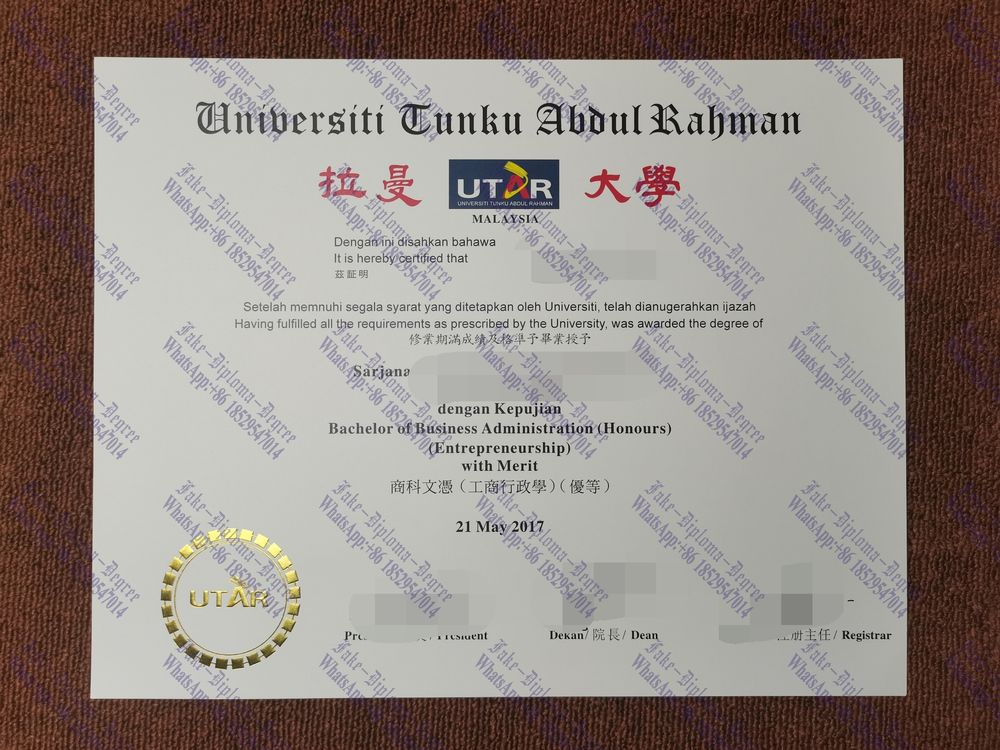 Universiti Tunku Abdul Rahman
拉曼 UTAR 大學
UNIVERSITI TUNKU ABDUL RAHMAN
MALAYSIA
Dengan ini disahkan bahawa
It is hereby certified that
茲証明
Setelah memnuhi segala syarat yang ditetapkan oleh Universiti, telah dianugerahkan ijazah
Having fulfilled all the requirements as prescribed by the University, was awarded the degree of
修業期滿成績及格準予畢業授予
Sarjana
dengan Kepujian
Bachelor of Business Administration (Honours)
(Entrepreneurship)
with Merit
商科文憑（工商行政學）（優等）
21 May 2017
UTAR
President
Dekan/ 院長/ Dean
主任/ Registrar
Fake-Diploma-Degree
WhatsApp:+86 18529547014